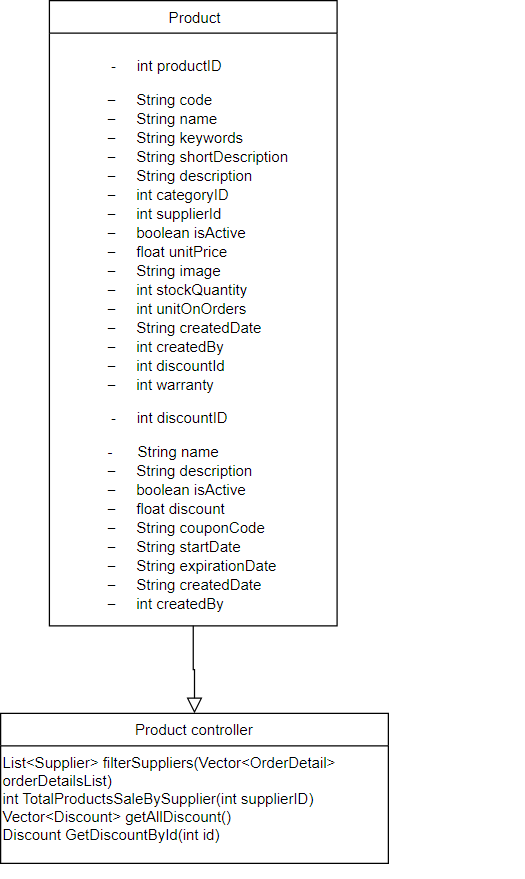 Product
- int productID
– String code
– String name
– String keywords
– String shortDescription
– String description
– int categoryID
– int supplierId
– boolean isActive
– float unitPrice
– String image
– int stockQuantity
– int unitOnOrders
– String createdDate
– int createdBy
– int discountId
– int warranty
- int discountID
- String name
– String description
– boolean isActive
– float discount
– String couponCode
– String startDate
– String expirationDate
– String createdDate
– int createdBy
Product controller
List<Supplier> filterSuppliers(Vector<OrderDetail>
orderDetailsList)
int TotalProductsSaleBySupplier(int supplierID)
Vector<Discount> getAllDiscount()
Discount GetDiscountById(int id)